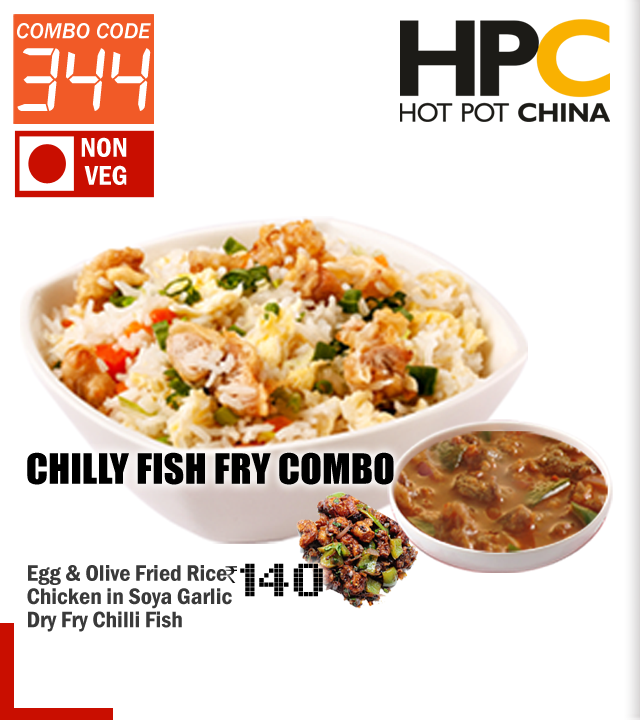 COMBO CODE
344
NON
VEG
HPC
HOT POT CHINA
CHILLY FISH FRY COMBO
Egg & Olive Fried Rice
Chicken in Soya Garlic
Dry Fry Chilli Fish
₹140